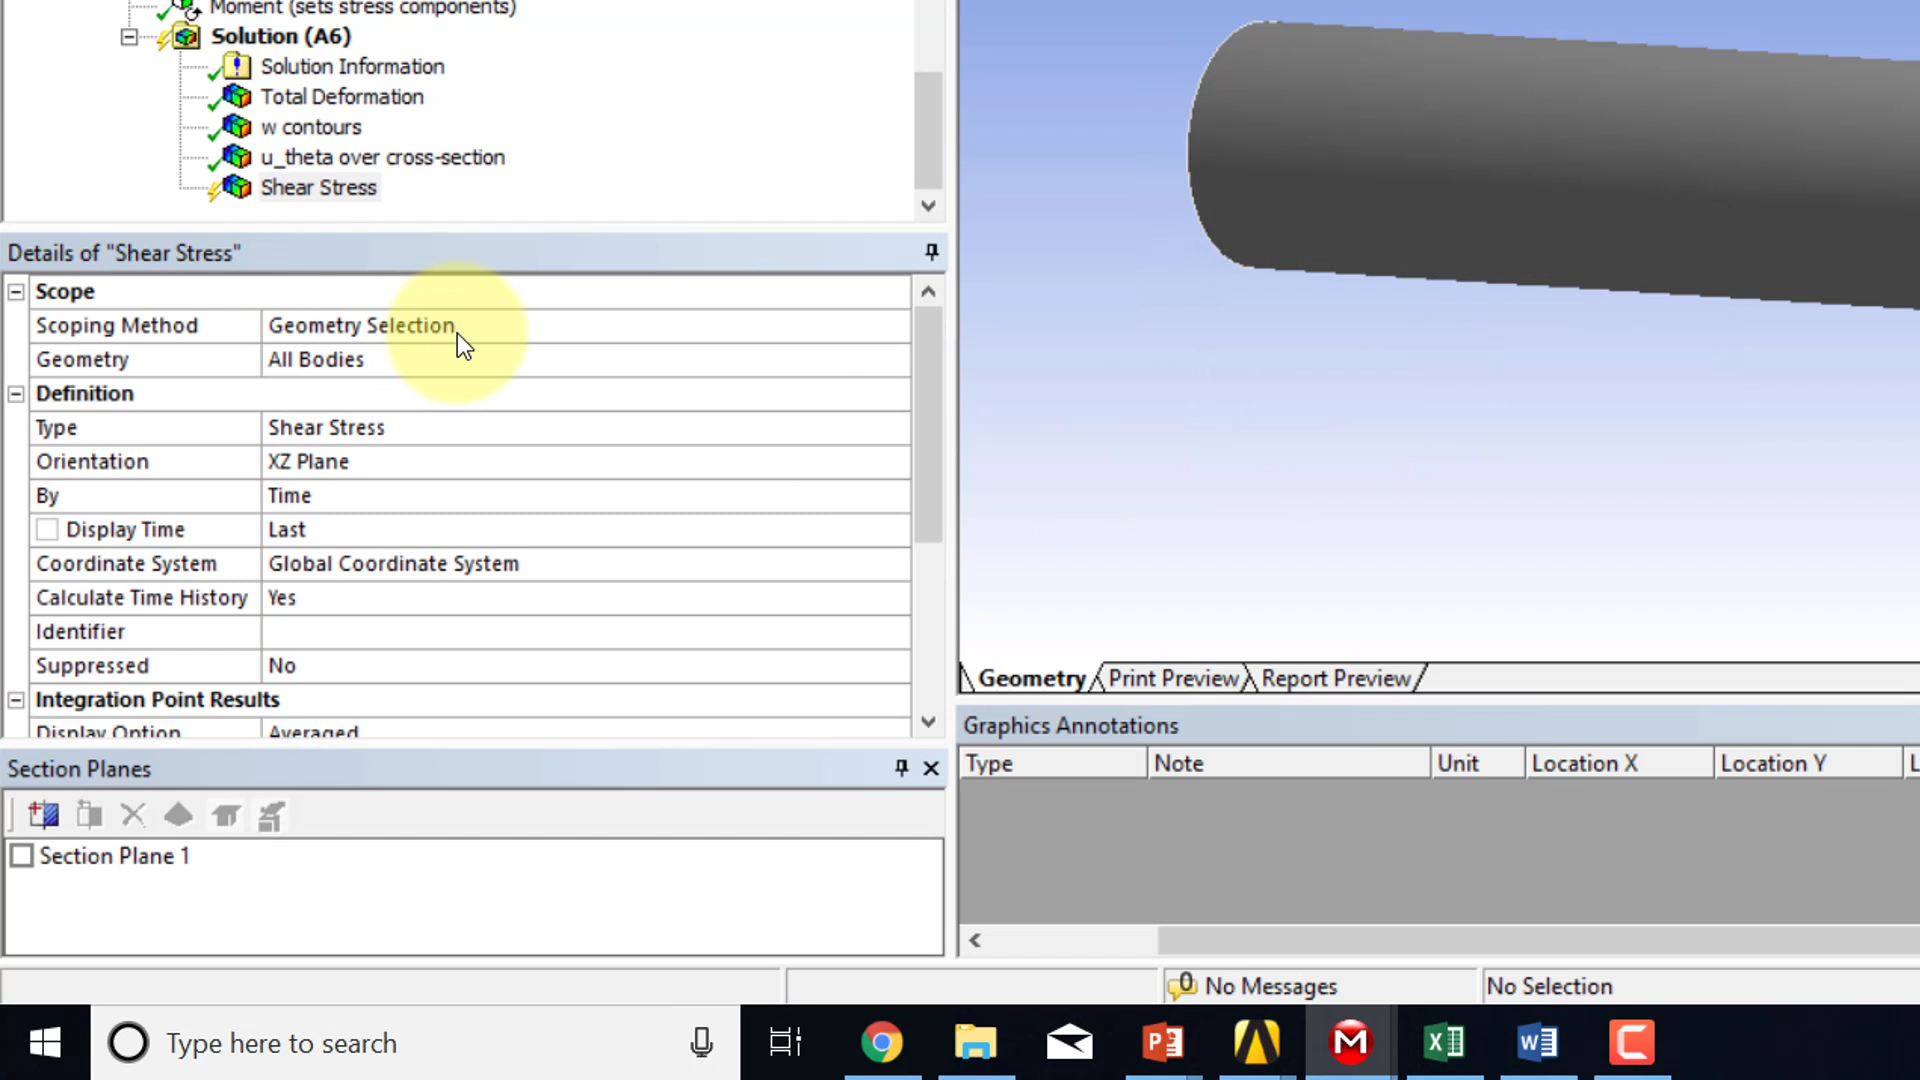 Moment (sets stress components)
Solution (A6)
Solution Information
Total Deformation
w contours
u_theta over cross-section
Shear Stress
Details of "Shear Stress"
Scope
Scoping Method Geometry Selection
Geometry All Bodies
Definition
Type Shear Stress
Orientation XZ Plane
By Time
Display Time Last
Coordinate System Global Coordinate System
Calculate Time History Yes
Identifier
Suppressed No
Integration Point Results
Display Option Averaged
Geometry Print Preview Report Preview
Graphics Annotations
Type Note Unit Location X Location Y L
Section Planes
Section Plane 1
0 No Messages No Selection
Type here to search